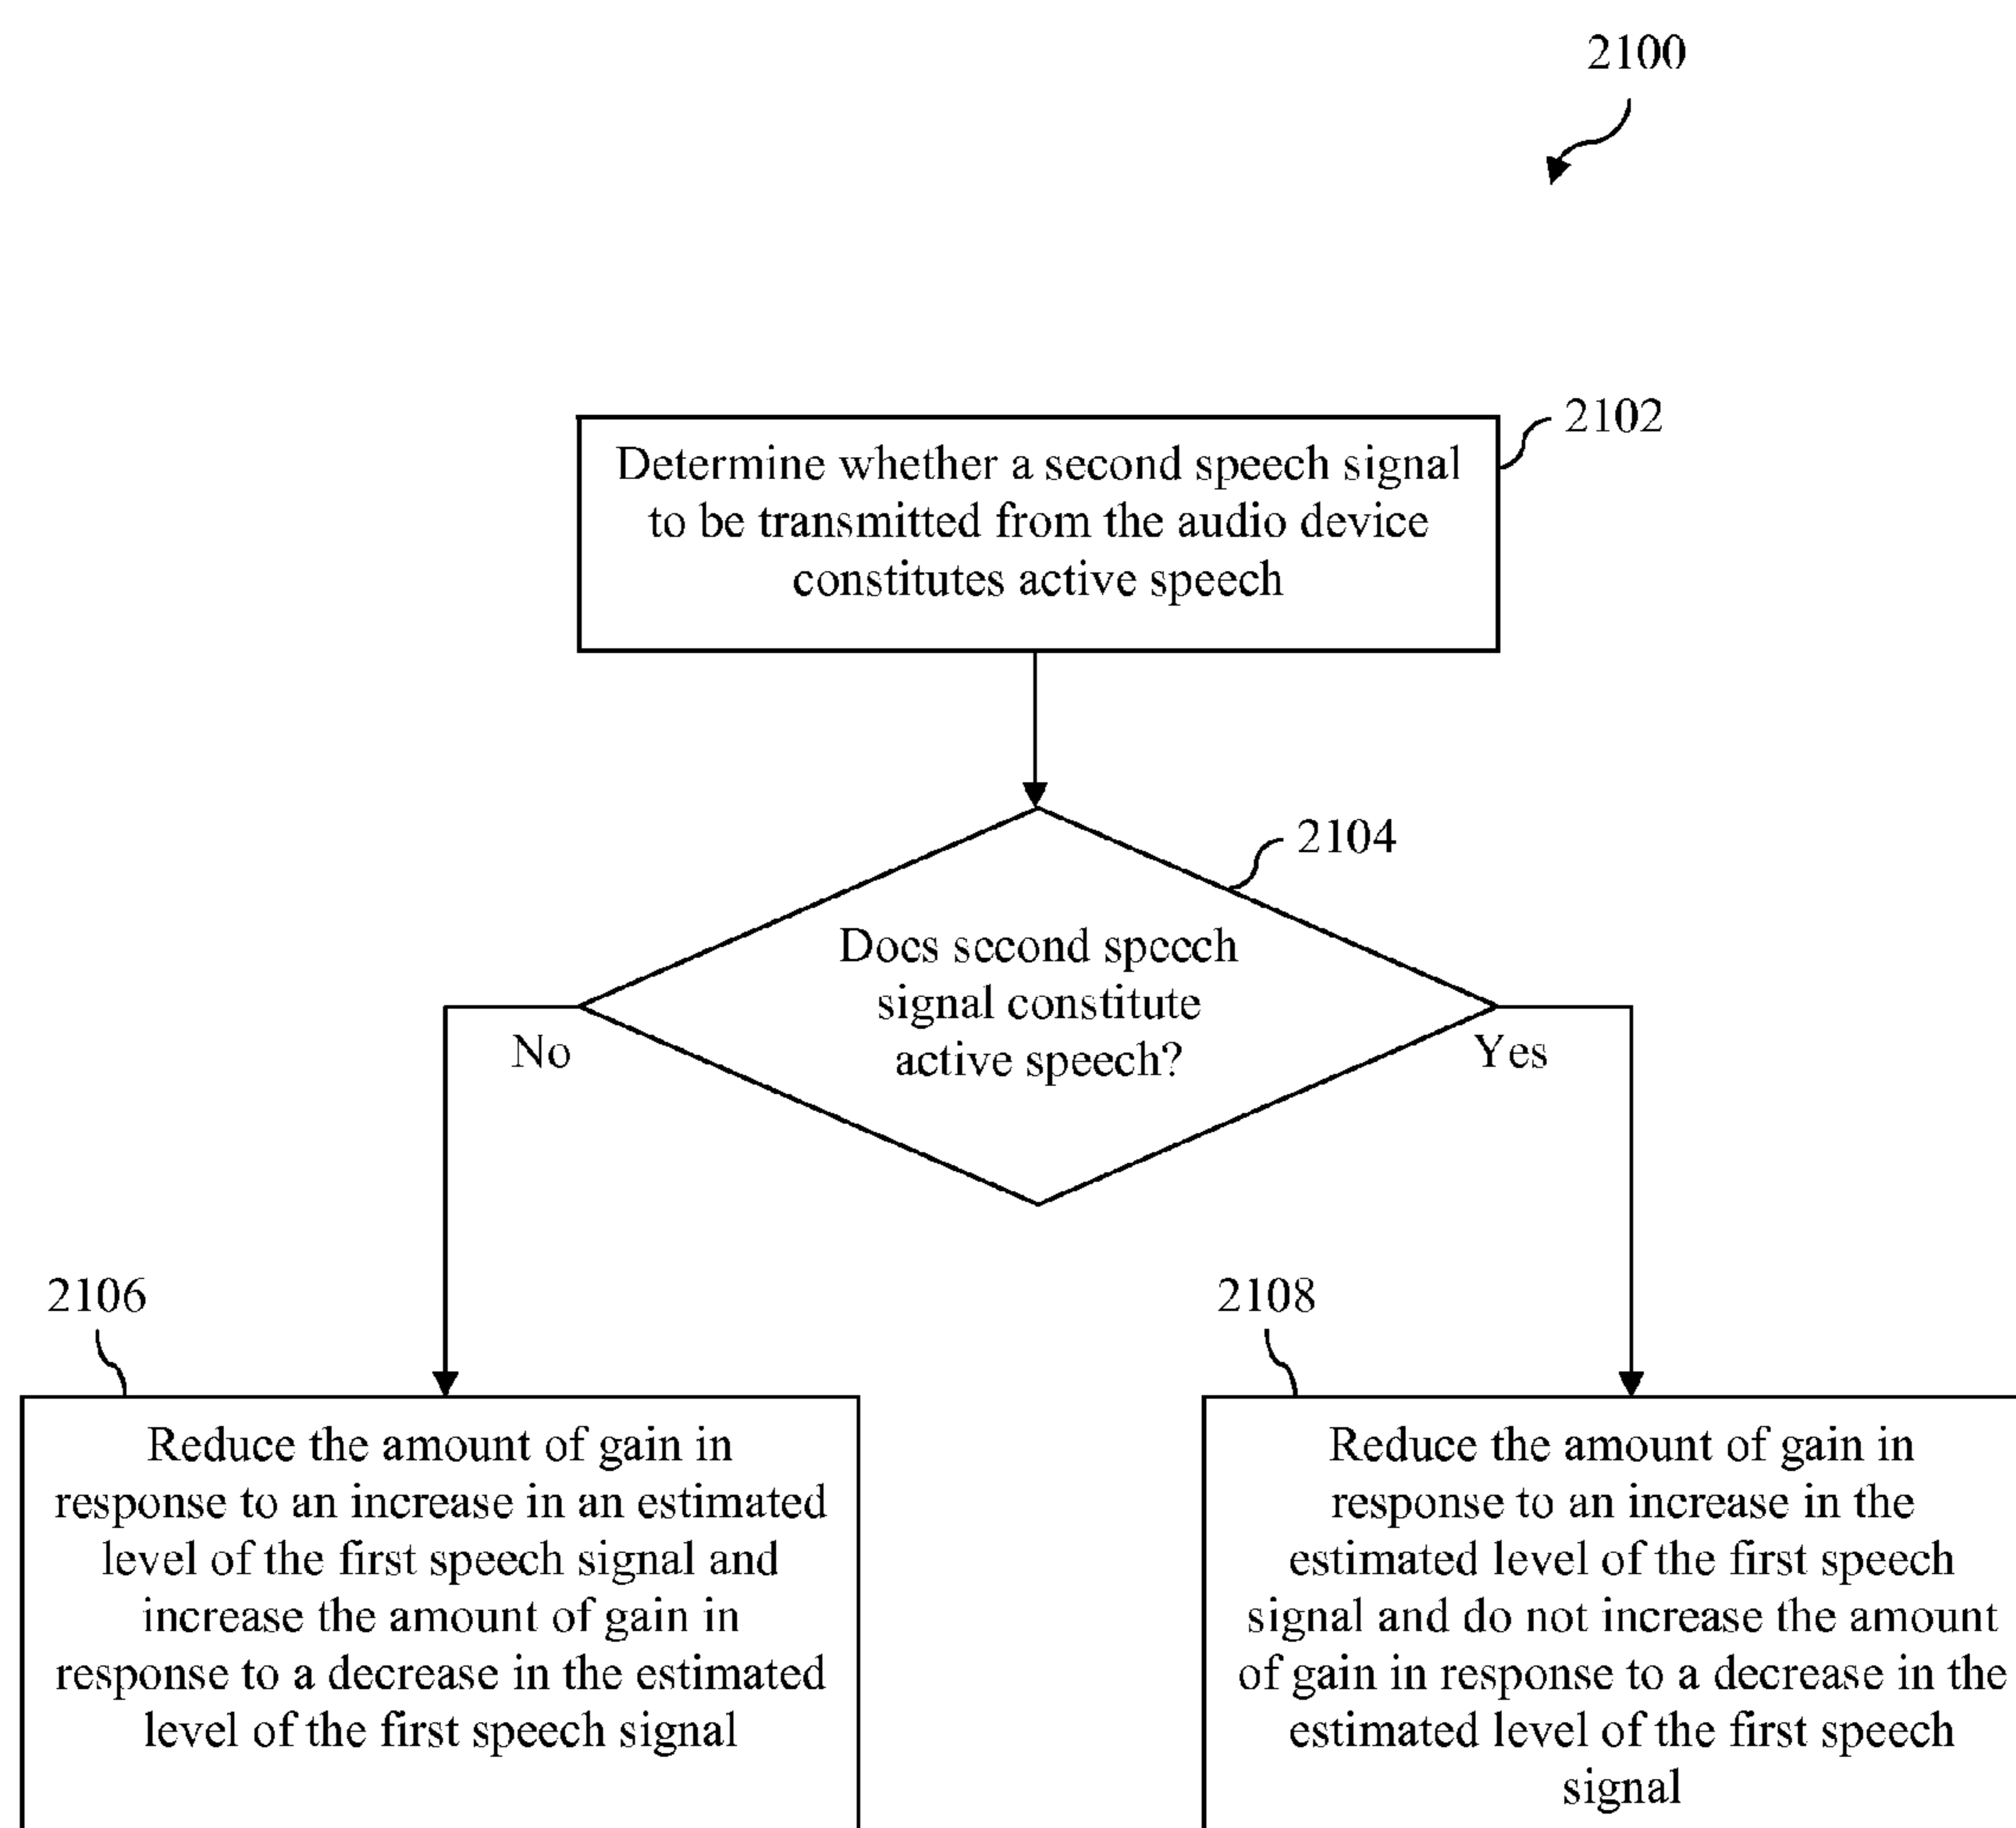 2100
2102
Determine whether a second speech signal
to be transmitted from the audio device
constitutes active speech
2104
Does second speech
signal constitute
active speech?
No
Yes
2106
2108
Reduce the amount of gain in
response to an increase in an estimated
level of the first speech signal and
increase the amount of gain in
response to a decrease in the estimated
level of the first speech signal
Reduce the amount of gain in
response to an increase in the
estimated level of the first speech
signal and do not increase the amount
of gain in response to a decrease in the
estimated level of the first speech
signal